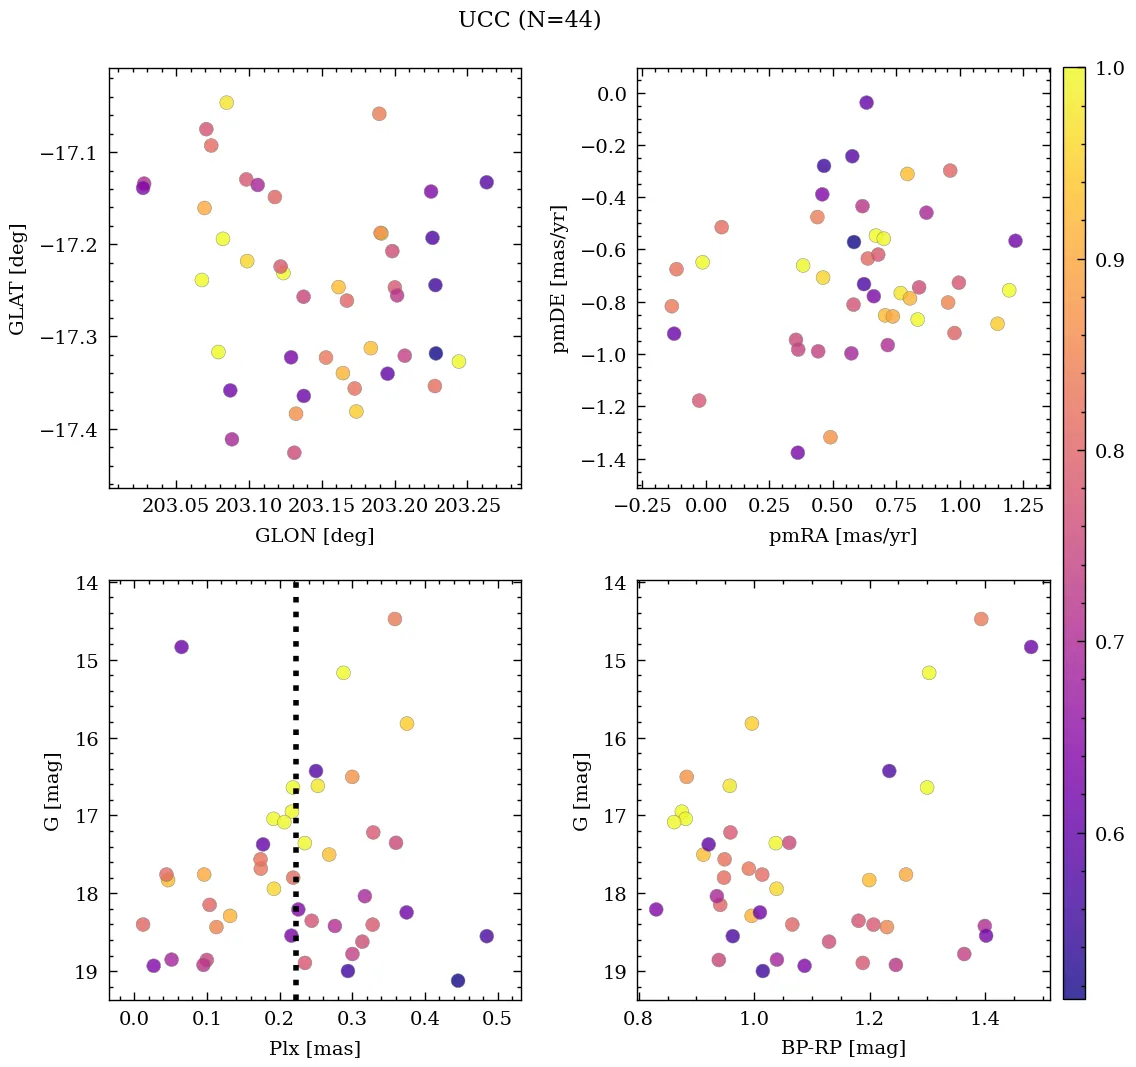 UCC (N=44)
−17.1
−17.2
−17.3
−17.4
GLAT [deg]
203.05 203.10 203.15 203.20 203.25
GLON [deg]
0.0
−0.2
−0.4
−0.6
−0.8
−1.0
−1.2
−1.4
pmDE [mas/yr]
−0.25 0.00 0.25 0.50 0.75 1.00 1.25
pmRA [mas/yr]
1.0
0.9
0.8
0.7
0.6
14
15
16
17
18
19
G [mag]
0.0 0.1 0.2 0.3 0.4 0.5
Plx [mas]
14
15
16
17
18
19
G [mag]
0.8 1.0 1.2 1.4
BP-RP [mag]